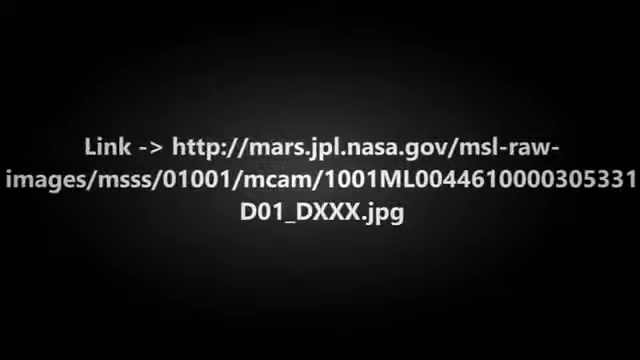 Link -> http://mars.jpl.nasa.gov/msl-raw-
images/msss/01001/mcam/1001ML0044610000305331
D01_DXXX.jpg